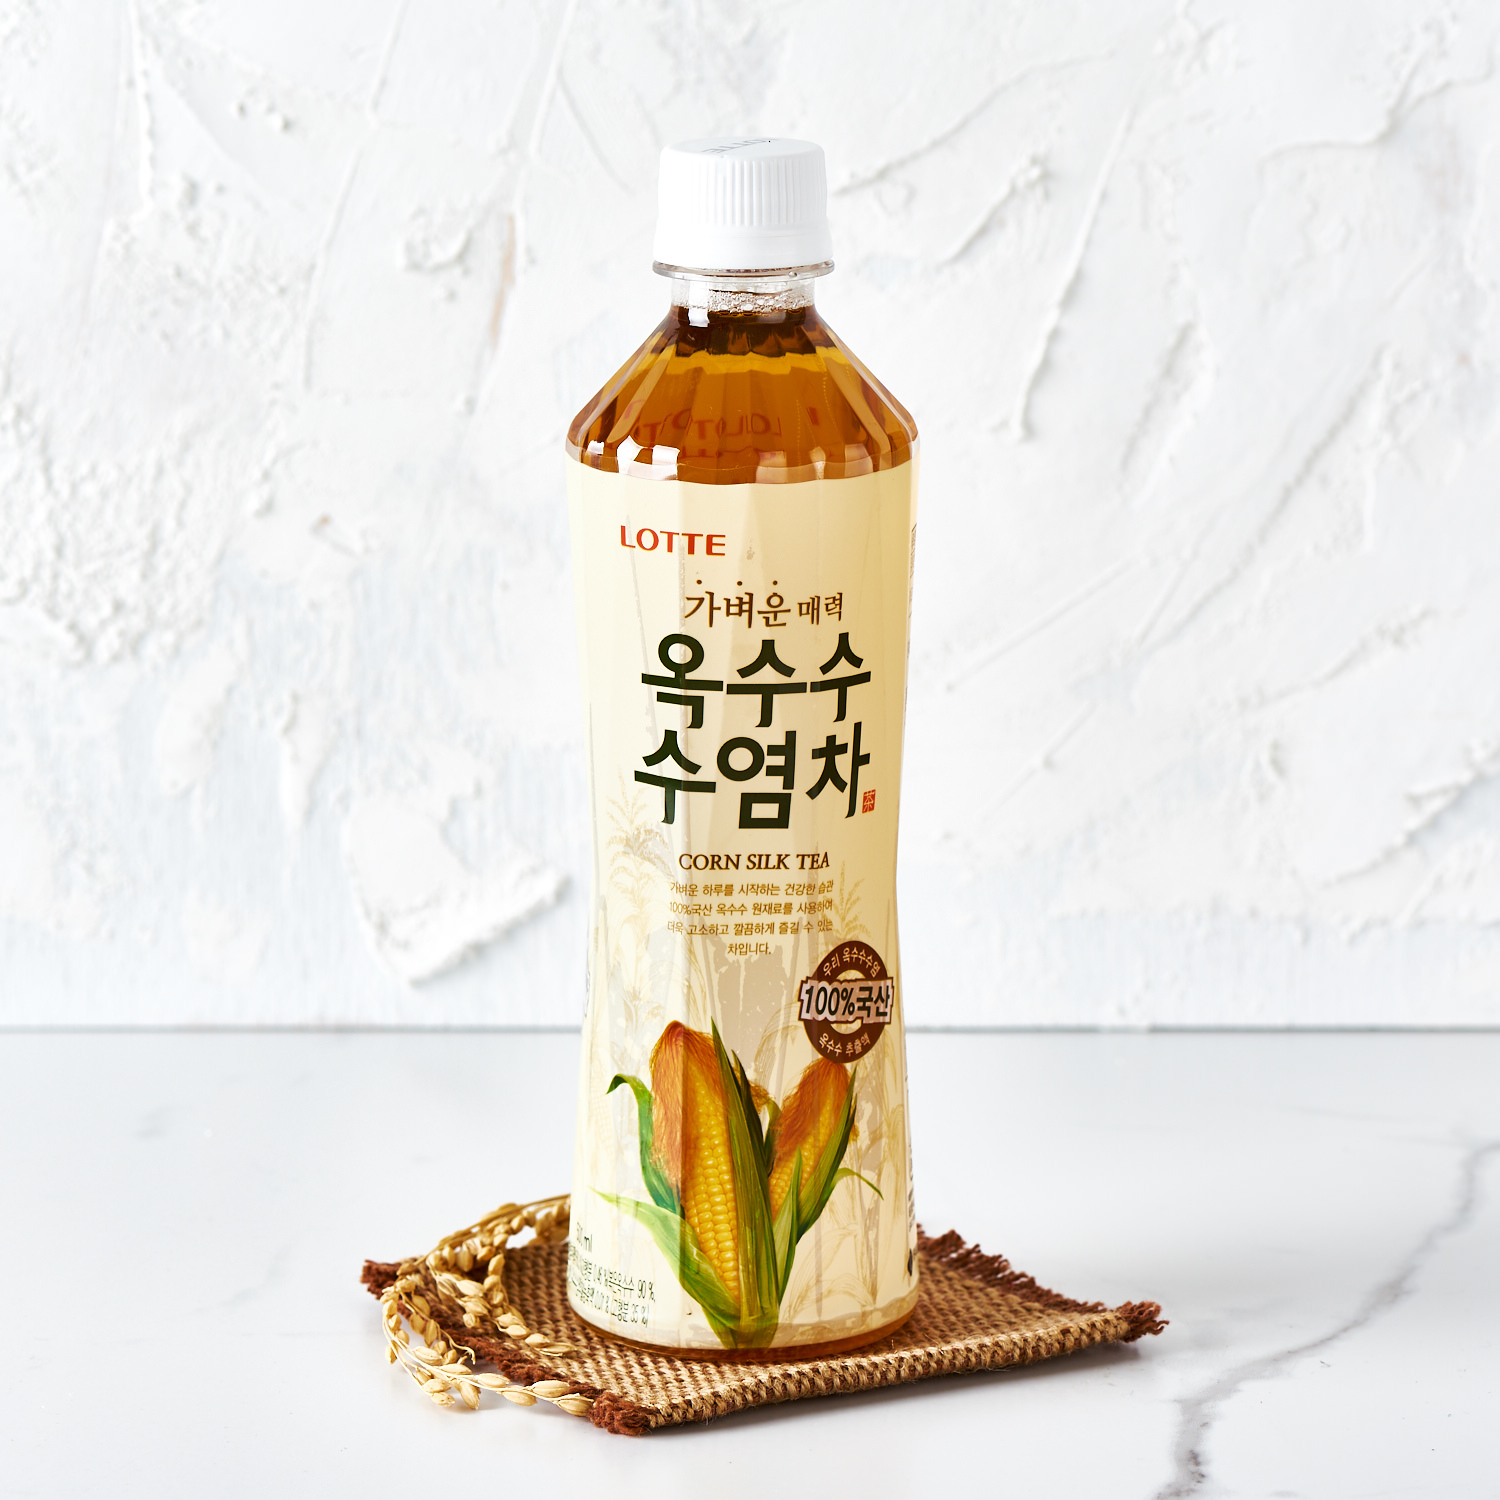 LOTTE
가벼운 매력
옥수수
수염차
茶
CORN SILK TEA
가벼운 하루를 시작하는 건강한 습관
100%국산 옥수수 원재료를 사용하여
더욱 고소하고 깔끔하게 즐길 수 있는
차입니다.
우리 옥수수수염
100%국산
옥수수 추출액
500ml
90%,